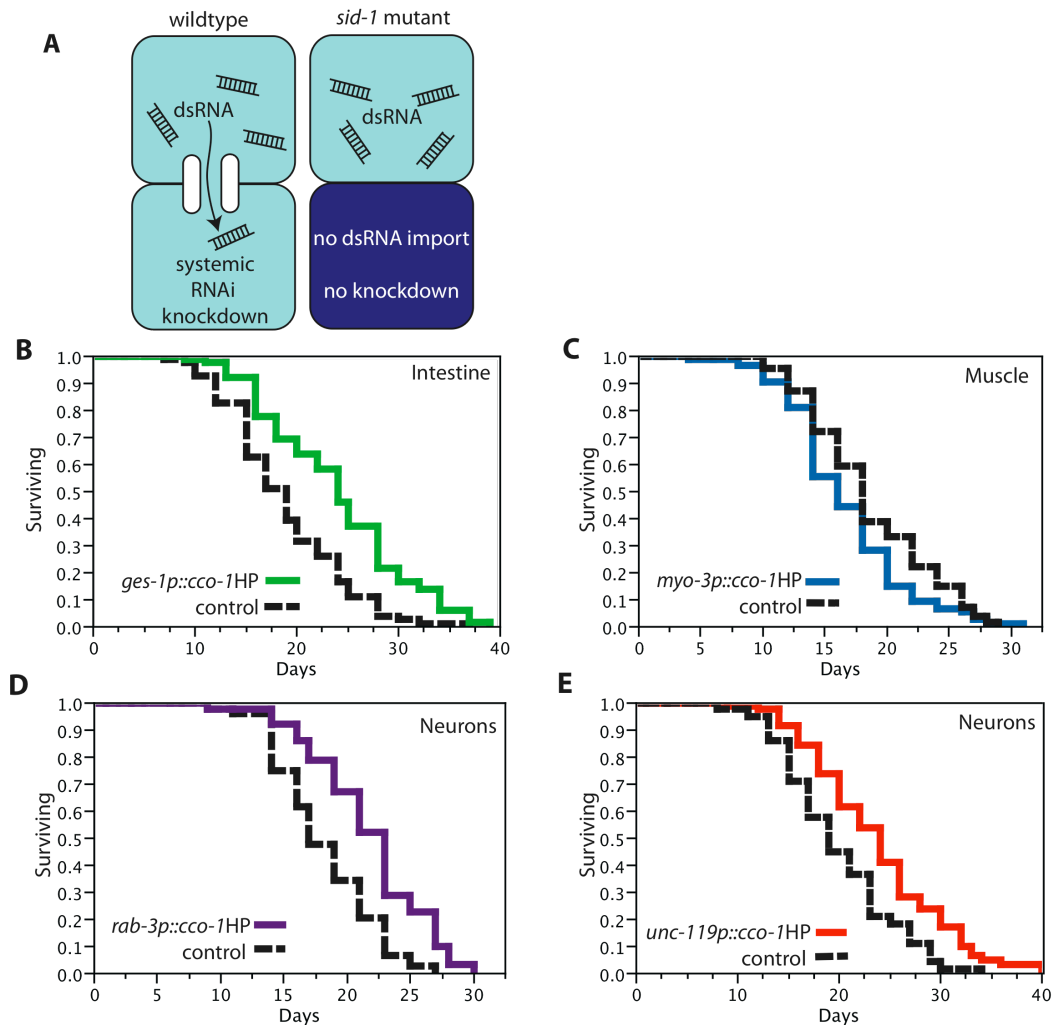 A
wildtype
sid-1 mutant
dsRNA
dsRNA
systemic
RNAi
knockdown
no dsRNA import
no knockdown
B
Intestine
Surviving
1.0
0.9
0.8
0.7
0.6
0.5
0.4
0.3
0.2
0.1
0.0
ges-1p::cco-1HP
control
0 10 20 30 40
Days
C
Muscle
Surviving
1.0
0.9
0.8
0.7
0.6
0.5
0.4
0.3
0.2
0.1
0.0
myo-3p::cco-1HP
control
0 5 10 15 20 25 30
Days
D
Neurons
Surviving
1.0
0.9
0.8
0.7
0.6
0.5
0.4
0.3
0.2
0.1
0.0
rab-3p::cco-1HP
control
0 5 10 15 20 25 30
Days
E
Neurons
Surviving
1.0
0.9
0.8
0.7
0.6
0.5
0.4
0.3
0.2
0.1
0.0
unc-119p::cco-1HP
control
0 10 20 30 40
Days